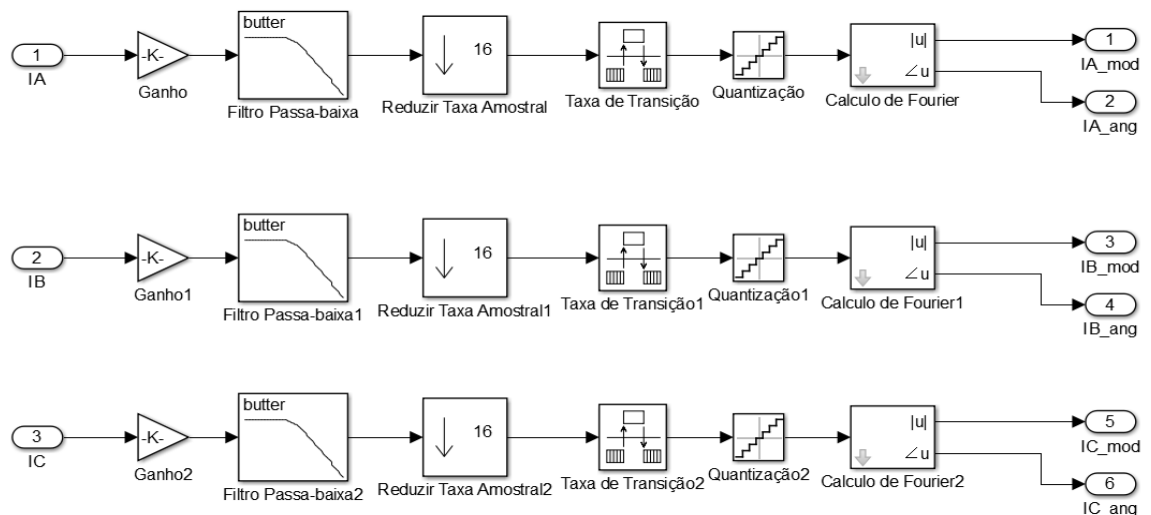 butter
16
|u|
∠u
1
IA
-K-
Ganho
Filtro Passa-baixa
Reduzir Taxa Amostral
Taxa de Transição
Quantização
Calculo de Fourier
1
IA_mod
2
IA_ang
butter
16
|u|
∠u
2
IB
-K-
Ganho1
Filtro Passa-baixa1
Reduzir Taxa Amostral1
Taxa de Transição1
Quantização1
Calculo de Fourier1
3
IB_mod
4
IB_ang
butter
16
|u|
∠u
3
IC
-K-
Ganho2
Filtro Passa-baixa2
Reduzir Taxa Amostral2
Taxa de Transição2
Quantização2
Calculo de Fourier2
5
IC_mod
6
IC_ang